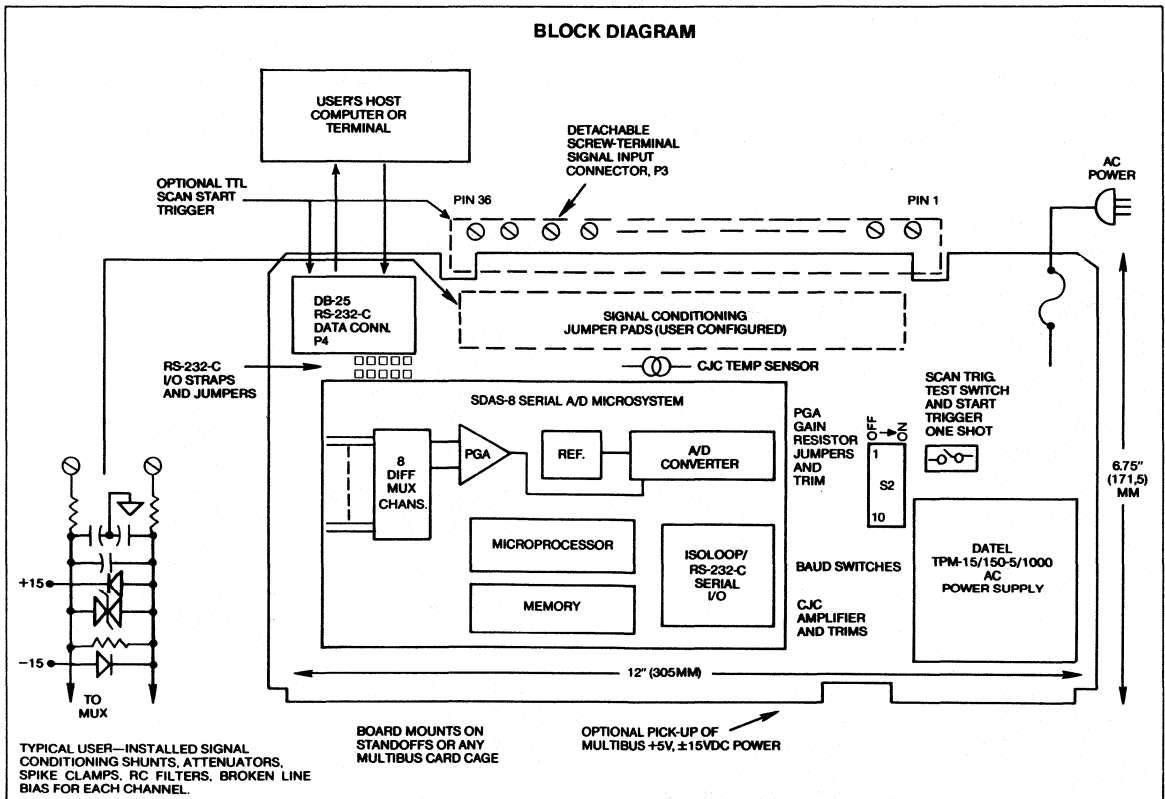 BLOCK DIAGRAM
USER'S HOST
COMPUTER OR
TERMINAL
DETACHABLE
SCREW-TERMINAL
SIGNAL INPUT
CONNECTOR, P3
AC
POWER
OPTIONAL TTL
SCAN START
TRIGGER
PIN 36
PIN 1
DB-25
RS-232-C
DATA CONN.
P4
SIGNAL CONDITIONING
JUMPER PADS (USER CONFIGURED)
RS-232-C
I/O STRAPS
AND JUMPERS
CJC TEMP SENSOR
SCAN TRIG.
TEST SWITCH
AND START
TRIGGER
ONE SHOT
SDAS-8 SERIAL A/D MICROSYSTEM
PGA
GAIN
RESISTOR
JUMPERS
AND
TRIM
OFF → ON
1
S2
10
8
DIFF
MUX
CHANS.
PGA
REF.
A/D
CONVERTER
6.75"
(171,5)
MM
MICROPROCESSOR
MEMORY
ISOLOOP/
RS-232-C
SERIAL
I/O
BAUD SWITCHES
CJC
AMPLIFIER
AND TRIMS
DATEL
TPM-15/150-5/1000
AC
POWER SUPPLY
+15
-15
TO
MUX
12" (305MM)
TYPICAL USER—INSTALLED SIGNAL
CONDITIONING SHUNTS, ATTENUATORS,
SPIKE CLAMPS, RC FILTERS, BROKEN LINE
BIAS FOR EACH CHANNEL.
BOARD MOUNTS ON
STANDOFFS OR ANY
MULTIBUS CARD CAGE
OPTIONAL PICK-UP OF
MULTIBUS +5V, ±15VDC POWER